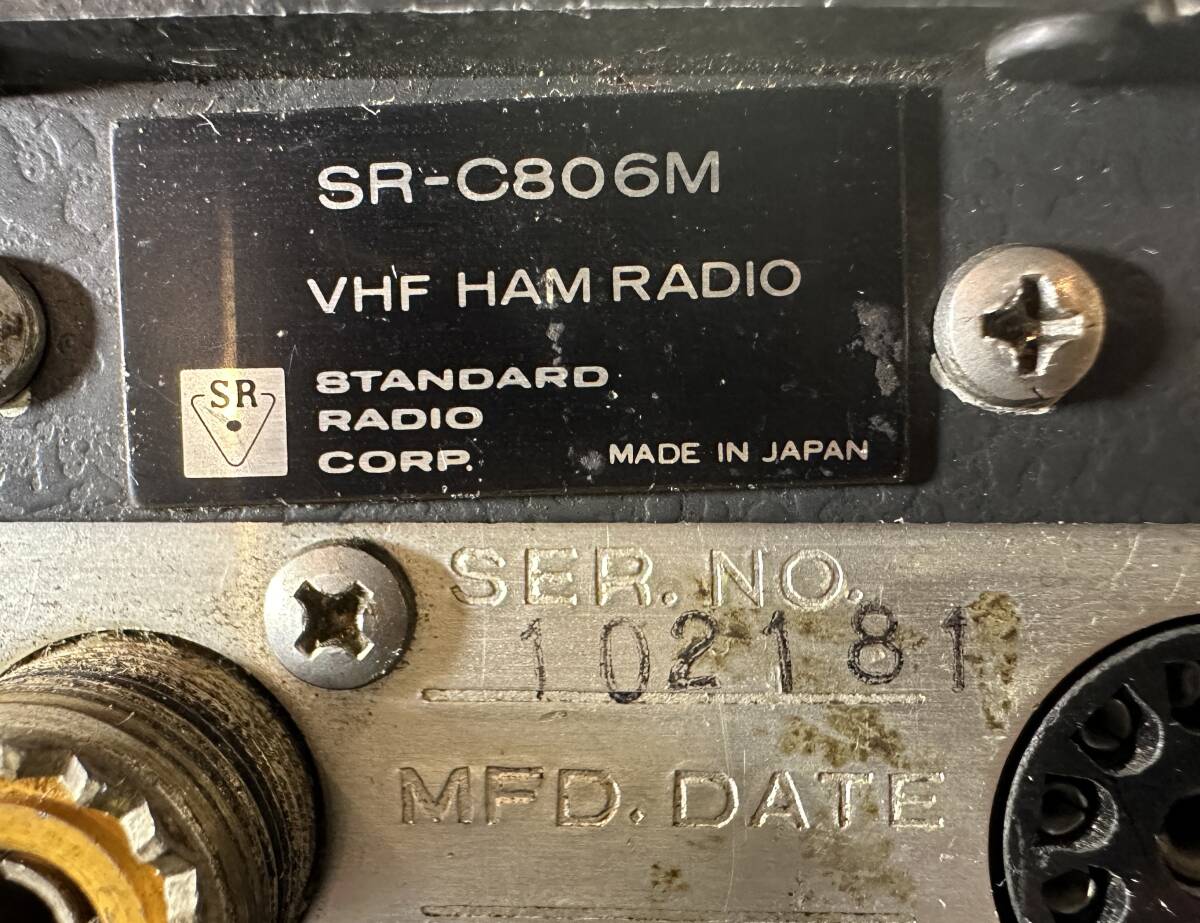 SR-C806M
VHF HAM RADIO
SR
STANDARD
RADIO
CORP.
MADE IN JAPAN
SER. NO.
102181
MFD. DATE